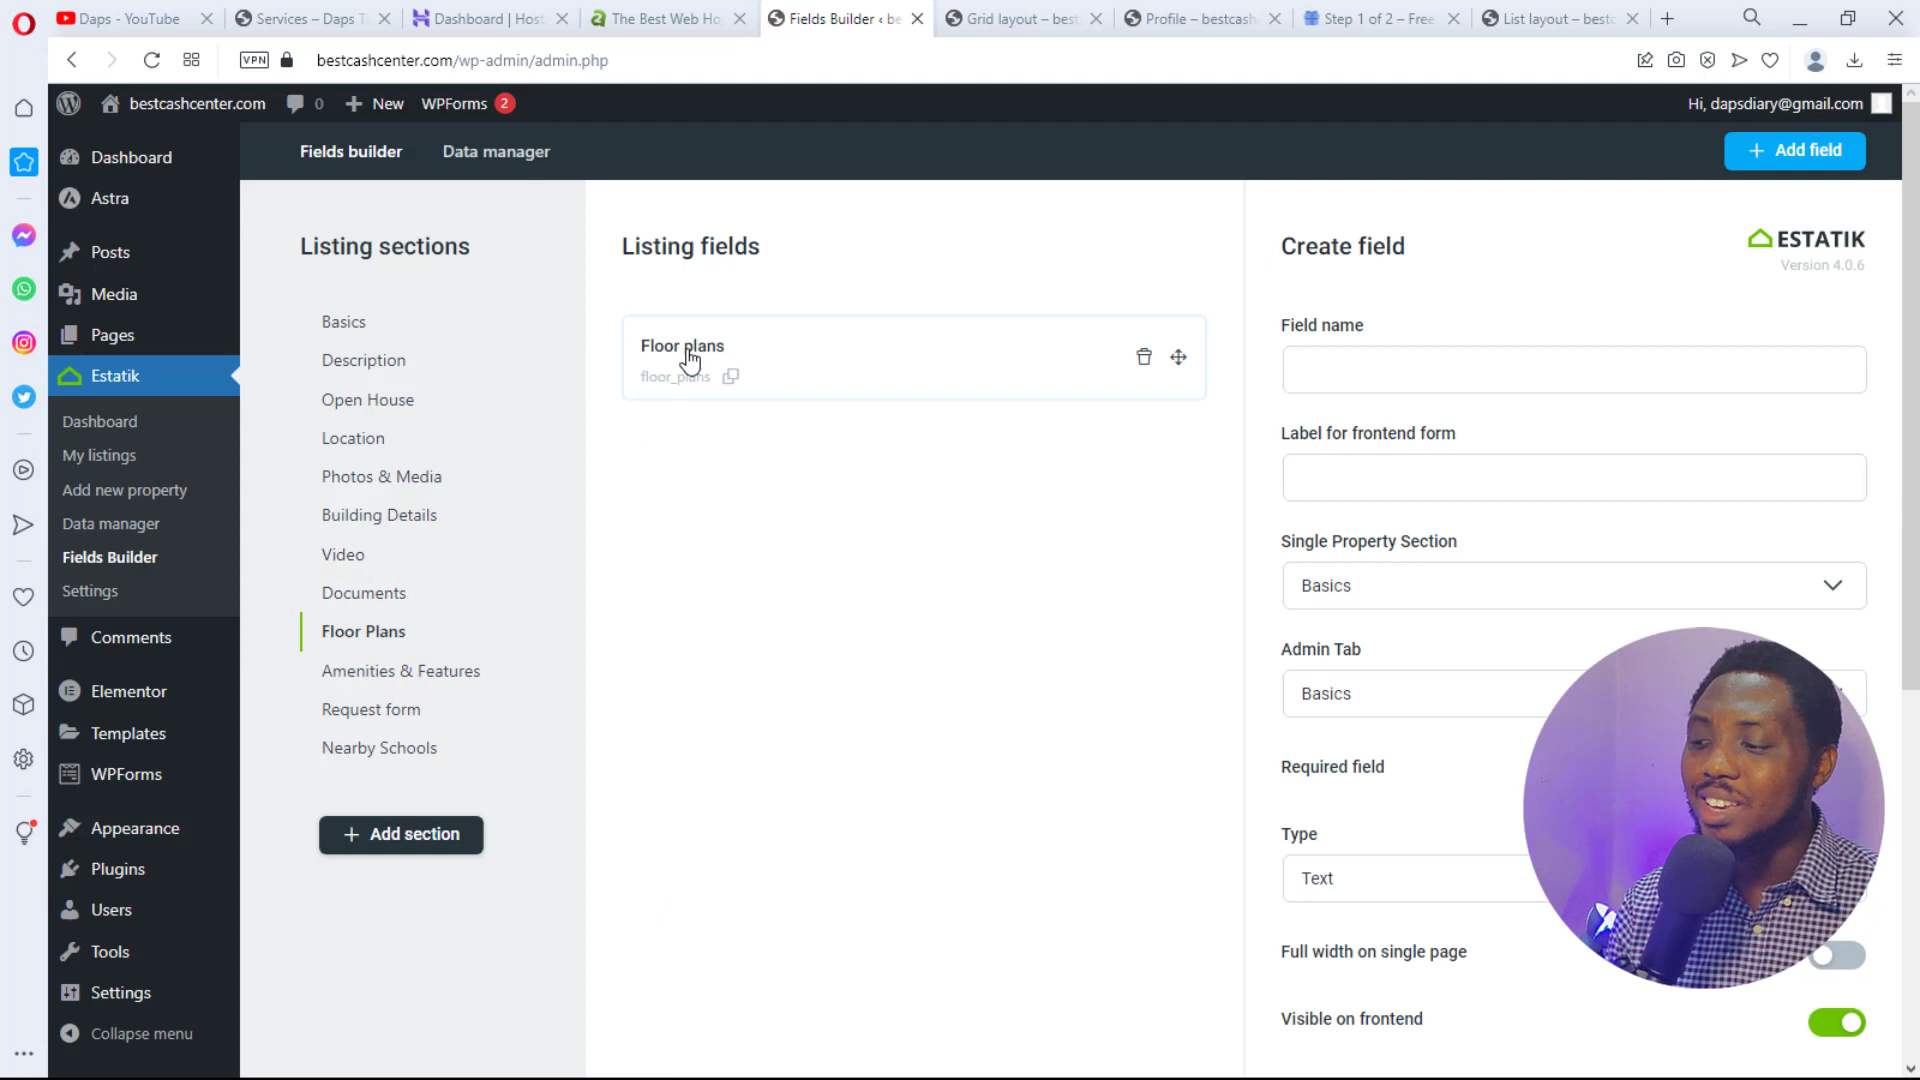 Daps - YouTube
Services – Daps T
Dashboard | Host
The Best Web Ho
Fields Builder ‹ be
Grid layout – best
Profile – bestcash
Step 1 of 2 – Free
List layout – bestc
VPN
bestcashcenter.com/wp-admin/admin.php
bestcashcenter.com
0
New
WPForms 2
Hi, dapsdiary@gmail.com
Dashboard
Astra
Posts
Media
Pages
Estatik
Dashboard
My listings
Add new property
Data manager
Fields Builder
Settings
Comments
Elementor
Templates
WPForms
Appearance
Plugins
Users
Tools
Settings
Collapse menu
Fields builder
Data manager
+ Add field
Listing sections
Basics
Description
Open House
Location
Photos & Media
Building Details
Video
Documents
Floor Plans
Amenities & Features
Request form
Nearby Schools
+ Add section
Listing fields
Floor plans
floor_plans
Create field
ESTATIK
Version 4.0.6
Field name
Label for frontend form
Single Property Section
Basics
Admin Tab
Basics
Required field
Type
Text
Full width on single page
Visible on frontend